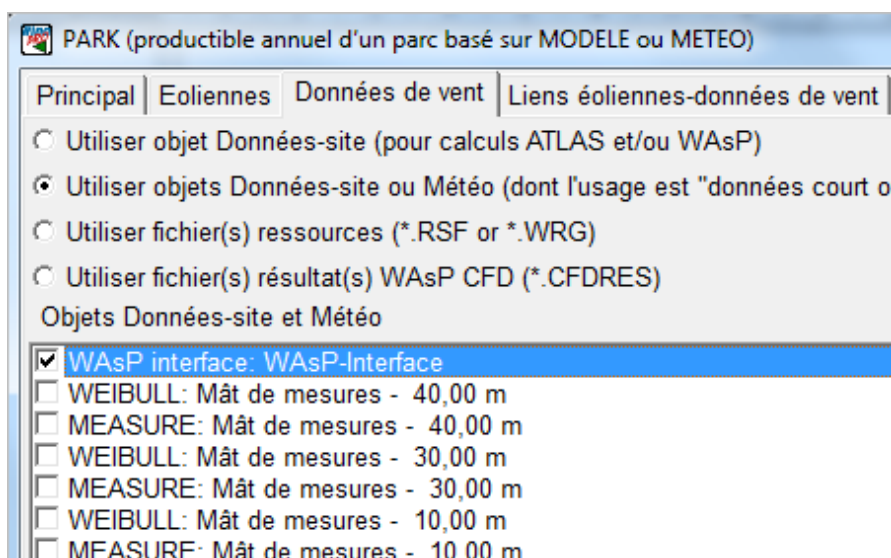 PARK (productible annuel d'un parc basé sur MODELE ou METEO)
Principal Eoliennes Données de vent Liens éoliennes-données de vent
Utiliser objet Données-site (pour calculs ATLAS et/ou WAsP)
Utiliser objets Données-site ou Météo (dont l'usage est "données court o
Utiliser fichier(s) ressources (*.RSF or *.WRG)
Utiliser fichier(s) résultat(s) WAsP CFD (*.CFDRES)
Objets Données-site et Météo
WAsP interface: WAsP-Interface
WEIBULL: Mât de mesures - 40,00 m
MEASURE: Mât de mesures - 40,00 m
WEIBULL: Mât de mesures - 30,00 m
MEASURE: Mât de mesures - 30,00 m
WEIBULL: Mât de mesures - 10,00 m
MEASURE: Mât de mesures - 10,00 m